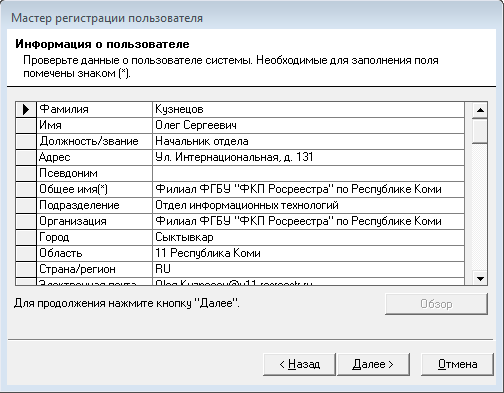 Мастер регистрации пользователя
Информация о пользователе
Проверьте данные о пользователе системы. Необходимые для заполнения поля
помечены знаком (*).
Фамилия Кузнецов
Имя Олег Сергеевич
Должность/звание Начальник отдела
Адрес Ул. Интернациональная, д. 131
Псевдоним
Общее имя(*) Филиал ФГБУ "ФКП Росреестра" по Республике Коми
Подразделение Отдел информационных технологий
Организация Филиал ФГБУ "ФКП Росреестра" по Республике Коми
Город Сыктывкар
Область 11 Республика Коми
Страна/регион RU
Электронная почта
Для продолжения нажмите кнопку "Далее".
Обзор
< Назад Далее > Отмена